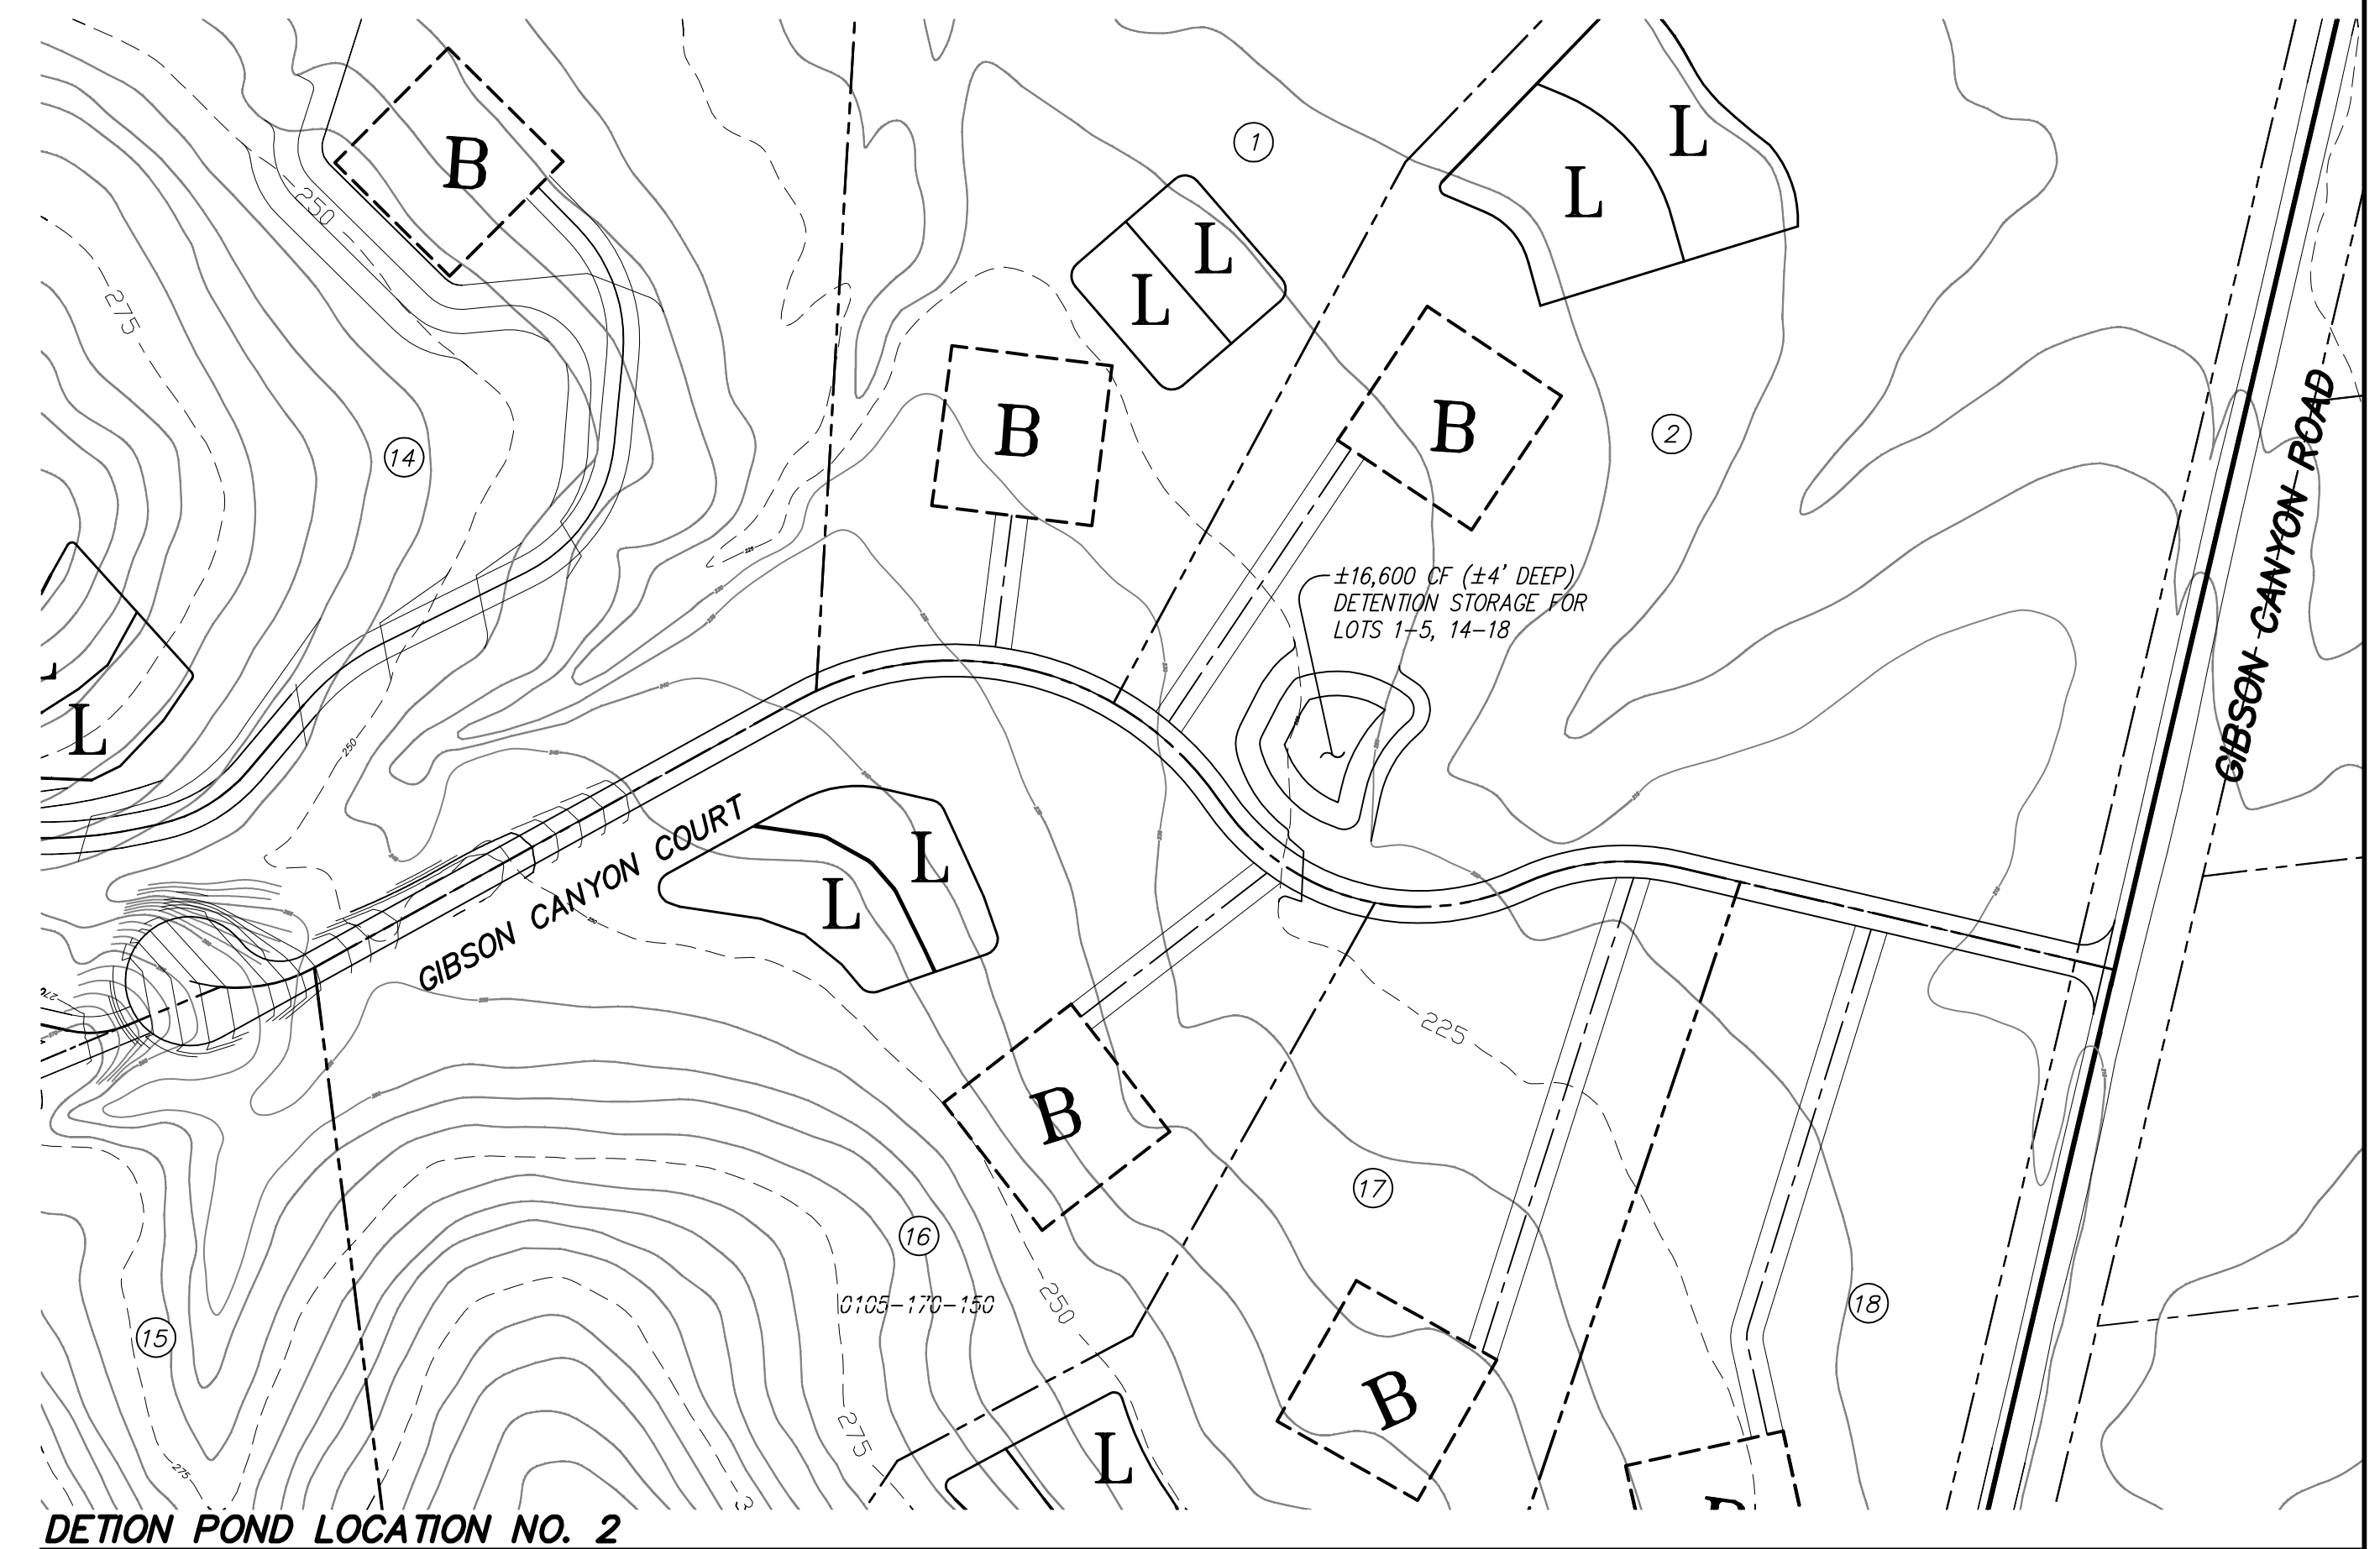 B
L
1
L
250
L
L
275
B
B
2
14
GIBSON CANYON ROAD
225
±16,600 CF (±4' DEEP)
DETENTION STORAGE FOR
LOTS 1-5, 14-18
L
250
GIBSON CANYON COURT
L
L
250
225
B
17
16
0105-170-150
250
18
15
B
275
L
275
DETION POND LOCATION NO. 2